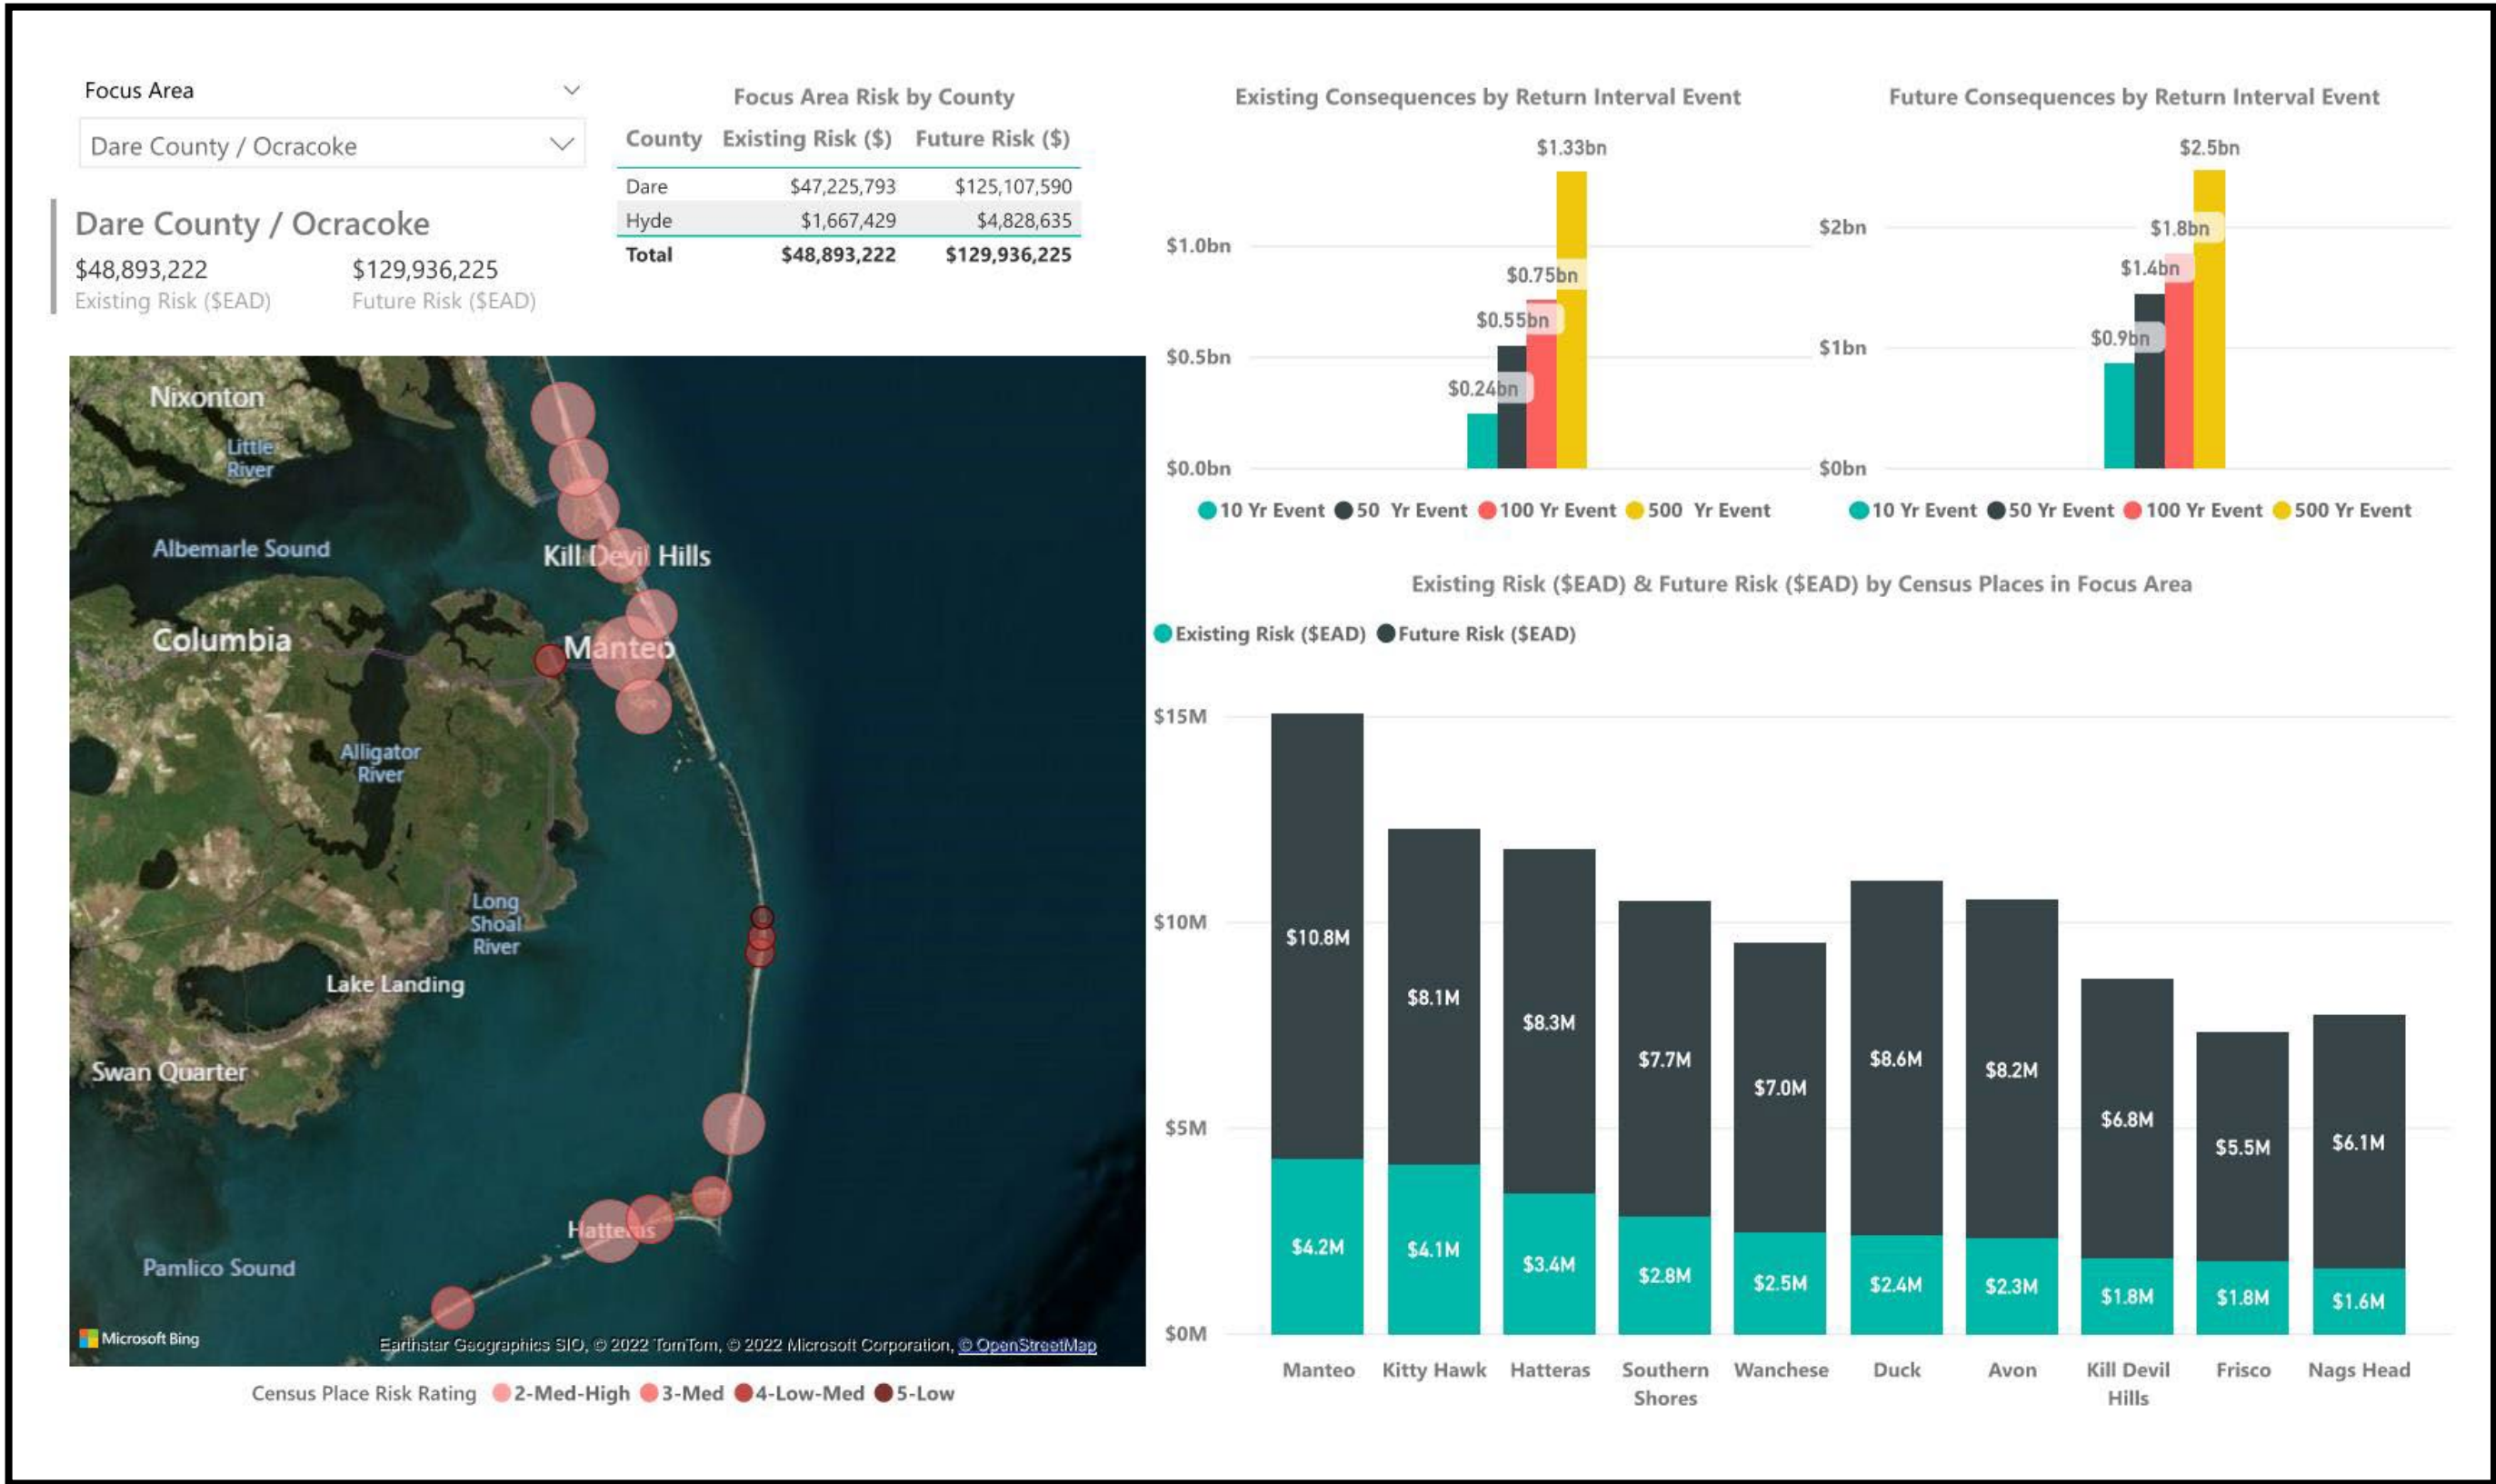 Focus Area
Dare County / Ocracoke
Dare County / Ocracoke
$48,893,222 $129,936,225
Existing Risk ($EAD) Future Risk ($EAD)
Focus Area Risk by County
County Existing Risk ($) Future Risk ($)
Dare $47,225,793 $125,107,590
Hyde $1,667,429 $4,828,635
Total $48,893,222 $129,936,225
Existing Consequences by Return Interval Event
$1.33bn
$1.0bn
$0.75bn
$0.55bn
$0.5bn
$0.24bn
$0.0bn
10 Yr Event 50 Yr Event 100 Yr Event 500 Yr Event
Future Consequences by Return Interval Event
$2.5bn
$2bn
$1.8bn
$1.4bn
$1bn
$0.9bn
$0bn
10 Yr Event 50 Yr Event 100 Yr Event 500 Yr Event
Nixonton
Little
River
Albemarle Sound
Kill Devil Hills
Columbia
Manteo
Alligator
River
Long
Shoal
River
Lake Landing
Swan Quarter
Hatteras
Pamlico Sound
Microsoft Bing
Earthstar Geographics SIO, © 2022 TomTom, © 2022 Microsoft Corporation, © OpenStreetMap
Census Place Risk Rating 2-Med-High 3-Med 4-Low-Med 5-Low
Existing Risk ($EAD) & Future Risk ($EAD) by Census Places in Focus Area
Existing Risk ($EAD) Future Risk ($EAD)
$15M
$10M
$5M
$0M
$10.8M $8.1M $8.3M $7.7M $7.0M $8.6M $8.2M $6.8M $5.5M $6.1M
$4.2M $4.1M $3.4M $2.8M $2.5M $2.4M $2.3M $1.8M $1.8M $1.6M
Manteo Kitty Hawk Hatteras Southern Wanchese Duck Avon Kill Devil Frisco Nags Head
Shores Hills